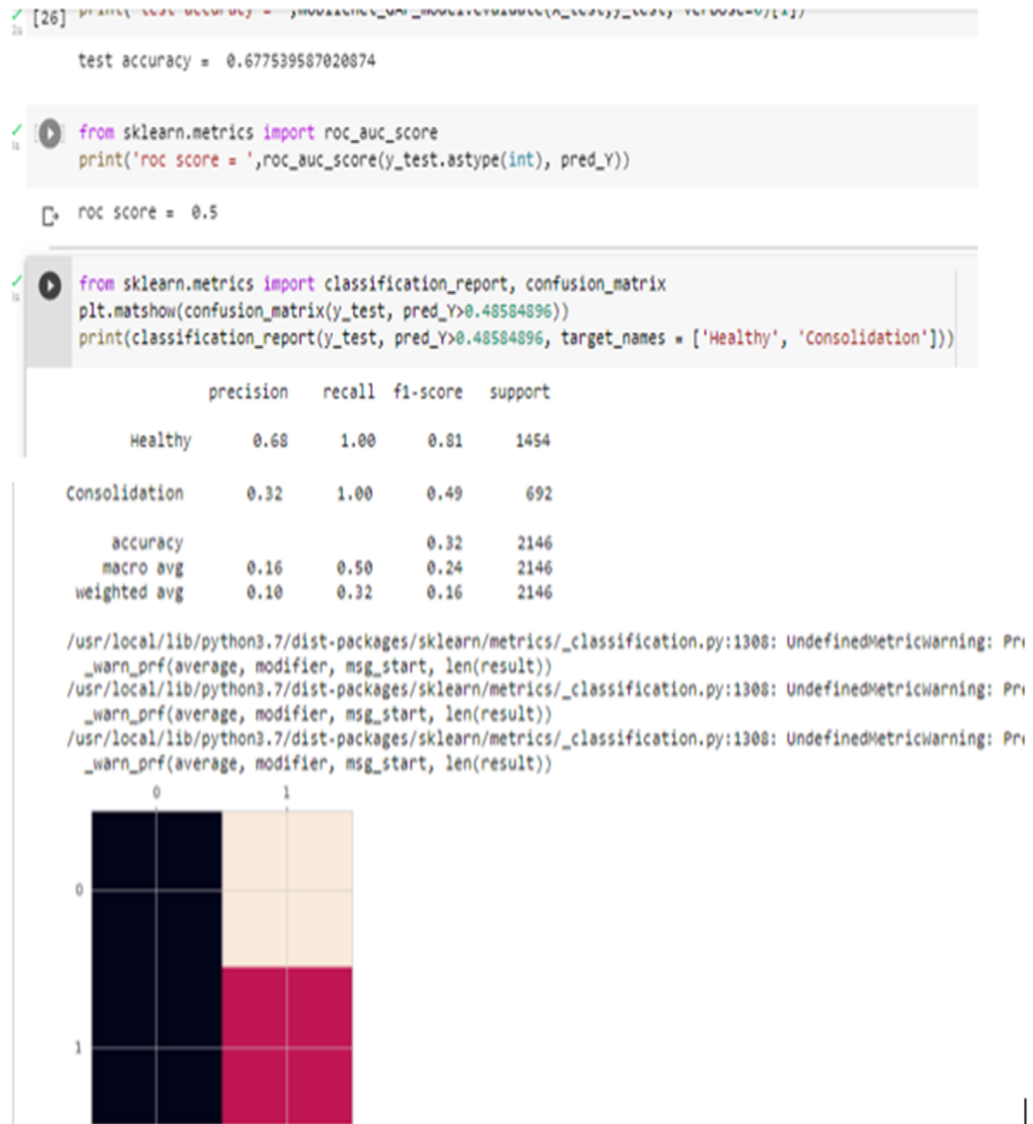 [26]
test accuracy = 0.677539587020874
from sklearn.metrics import roc_auc_score
print('roc score = ',roc_auc_score(y_test.astype(int), pred_Y))
roc score = 0.5
from sklearn.metrics import classification_report, confusion_matrix
plt.matshow(confusion_matrix(y_test, pred_Y>0.48584896))
print(classification_report(y_test, pred_Y>0.48584896, target_names = ['Healthy', 'Consolidation']))
precision recall f1-score support
Healthy 0.68 1.00 0.81 1454
Consolidation 0.32 1.00 0.49 692
accuracy 0.32 2146
macro avg 0.16 0.50 0.24 2146
weighted avg 0.10 0.32 0.16 2146
/usr/local/lib/python3.7/dist-packages/sklearn/metrics/_classification.py:1308: UndefinedMetricWarning:
_warn_prf(average, modifier, msg_start, len(result))
/usr/local/lib/python3.7/dist-packages/sklearn/metrics/_classification.py:1308: UndefinedMetricWarning:
_warn_prf(average, modifier, msg_start, len(result))
/usr/local/lib/python3.7/dist-packages/sklearn/metrics/_classification.py:1308: UndefinedMetricWarning:
_warn_prf(average, modifier, msg_start, len(result))
0 1
0
1